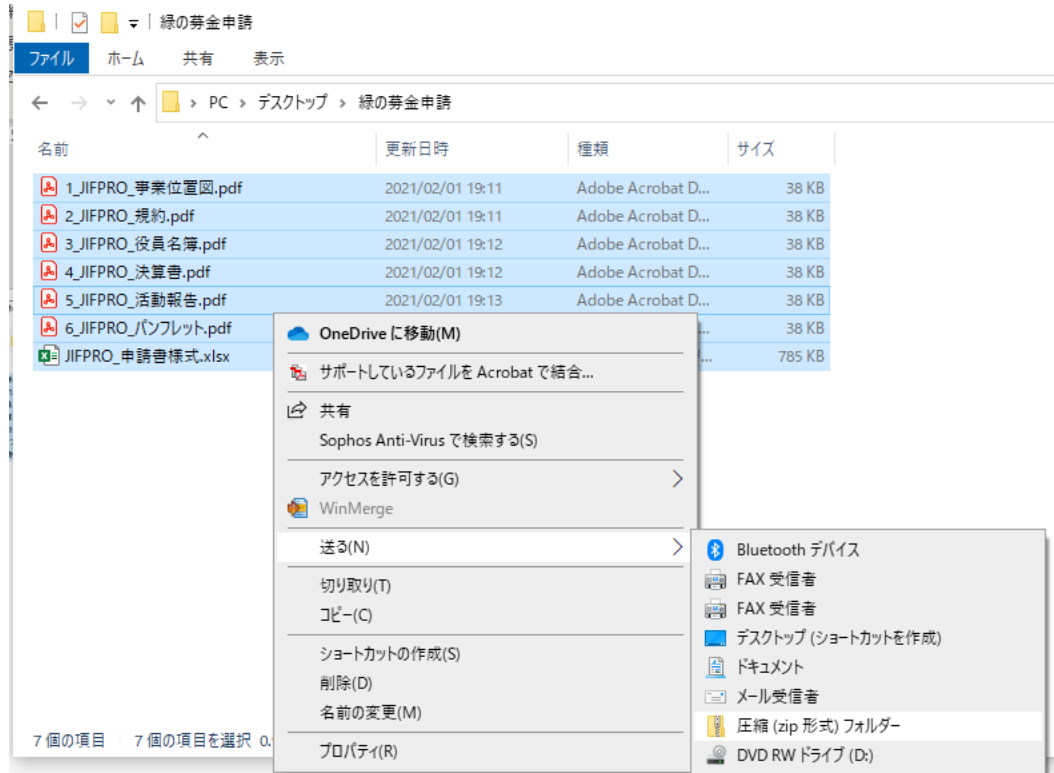 緑の募金申請
ファイル ホーム 共有 表示
PC › デスクトップ › 緑の募金申請
名前 更新日時 種類 サイズ
1_JIFPRO_事業位置図.pdf 2021/02/01 19:11 Adobe Acrobat D... 38 KB
2_JIFPRO_規約.pdf 2021/02/01 19:11 Adobe Acrobat D... 38 KB
3_JIFPRO_役員名簿.pdf 2021/02/01 19:12 Adobe Acrobat D... 38 KB
4_JIFPRO_決算書.pdf 2021/02/01 19:12 Adobe Acrobat D... 38 KB
5_JIFPRO_活動報告.pdf 2021/02/01 19:13 Adobe Acrobat D... 38 KB
6_JIFPRO_パンフレット.pdf ... 38 KB
JIFPRO_申請書様式.xlsx ... 785 KB
OneDrive に移動(M)
サポートしているファイルを Acrobat で結合...
共有
Sophos Anti-Virus で検索する(S)
アクセスを許可する(G)
WinMerge
送る(N)
切り取り(T)
コピー(C)
ショートカットの作成(S)
削除(D)
名前の変更(M)
プロパティ(R)
Bluetooth デバイス
FAX 受信者
FAX 受信者
デスクトップ (ショートカットを作成)
ドキュメント
メール受信者
圧縮 (zip 形式) フォルダー
DVD RW ドライブ (D:)
7 個の項目 7 個の項目を選択 0.